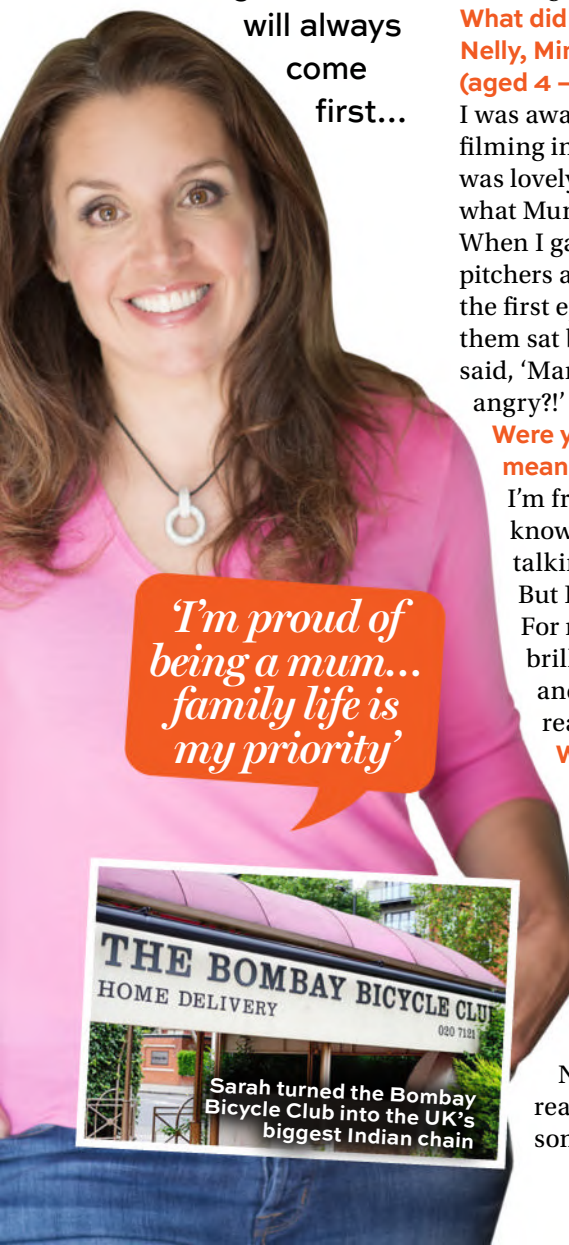 will always
come
first...
‘I’m proud of
being a mum...
family life is
my priority’
THE BOMBAY BICYCLE CLU
HOME DELIVERY
020 7121
Sarah turned the Bombay
Bicycle Club into the UK’s
biggest Indian chain
What did
Nelly, Mi
(aged 4 –
I was awa
filming in
was lovely
what Mu
When I ga
pitchers a
the first e
them sat b
said, ‘Mar
angry?!’
Were y
mean
I’m fr
know
talkin
But I
For
brill
and
rea
W
N
rea
son